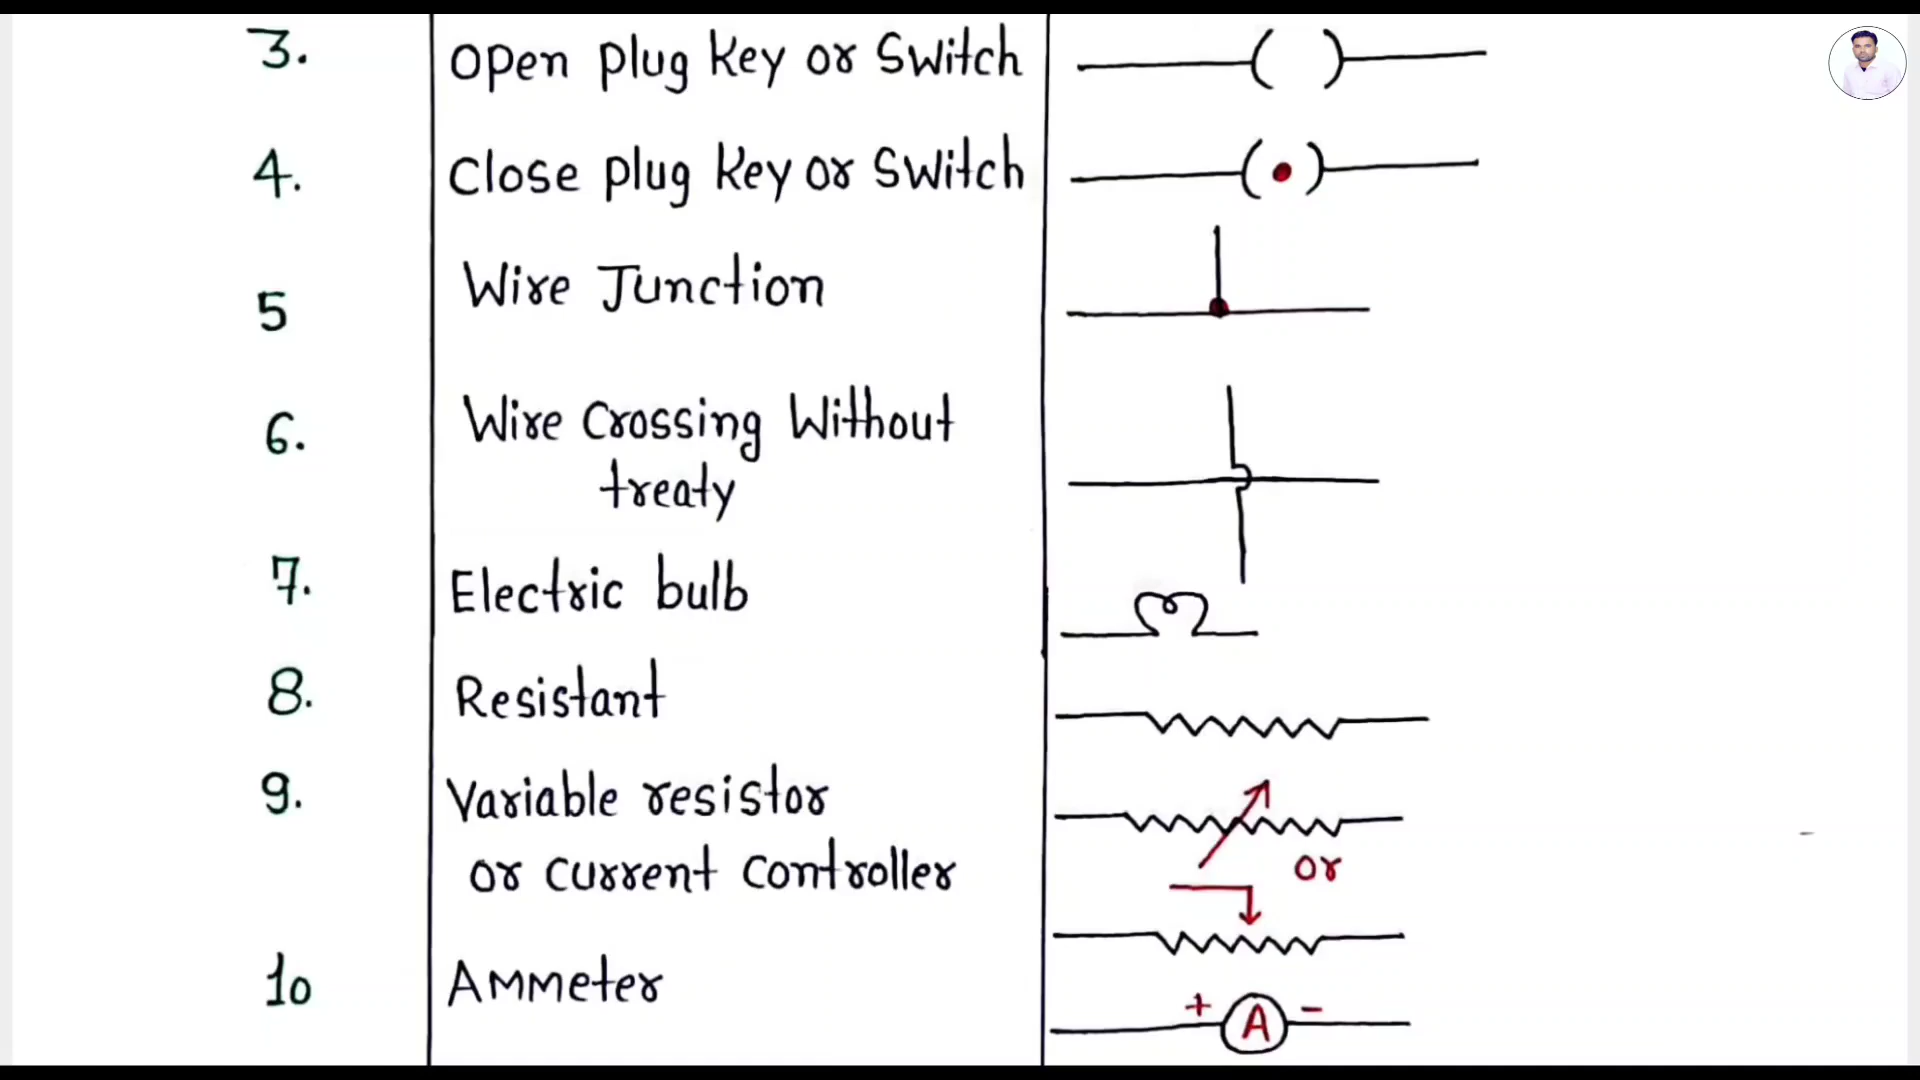 3. Open plug key or Switch
4. Close plug key or Switch
5 Wire Junction
6. Wire Crossing Without
treaty
7. Electric bulb
8. Resistant
9. Variable resistor
or
or current controller
10 Ammeter
+ A -